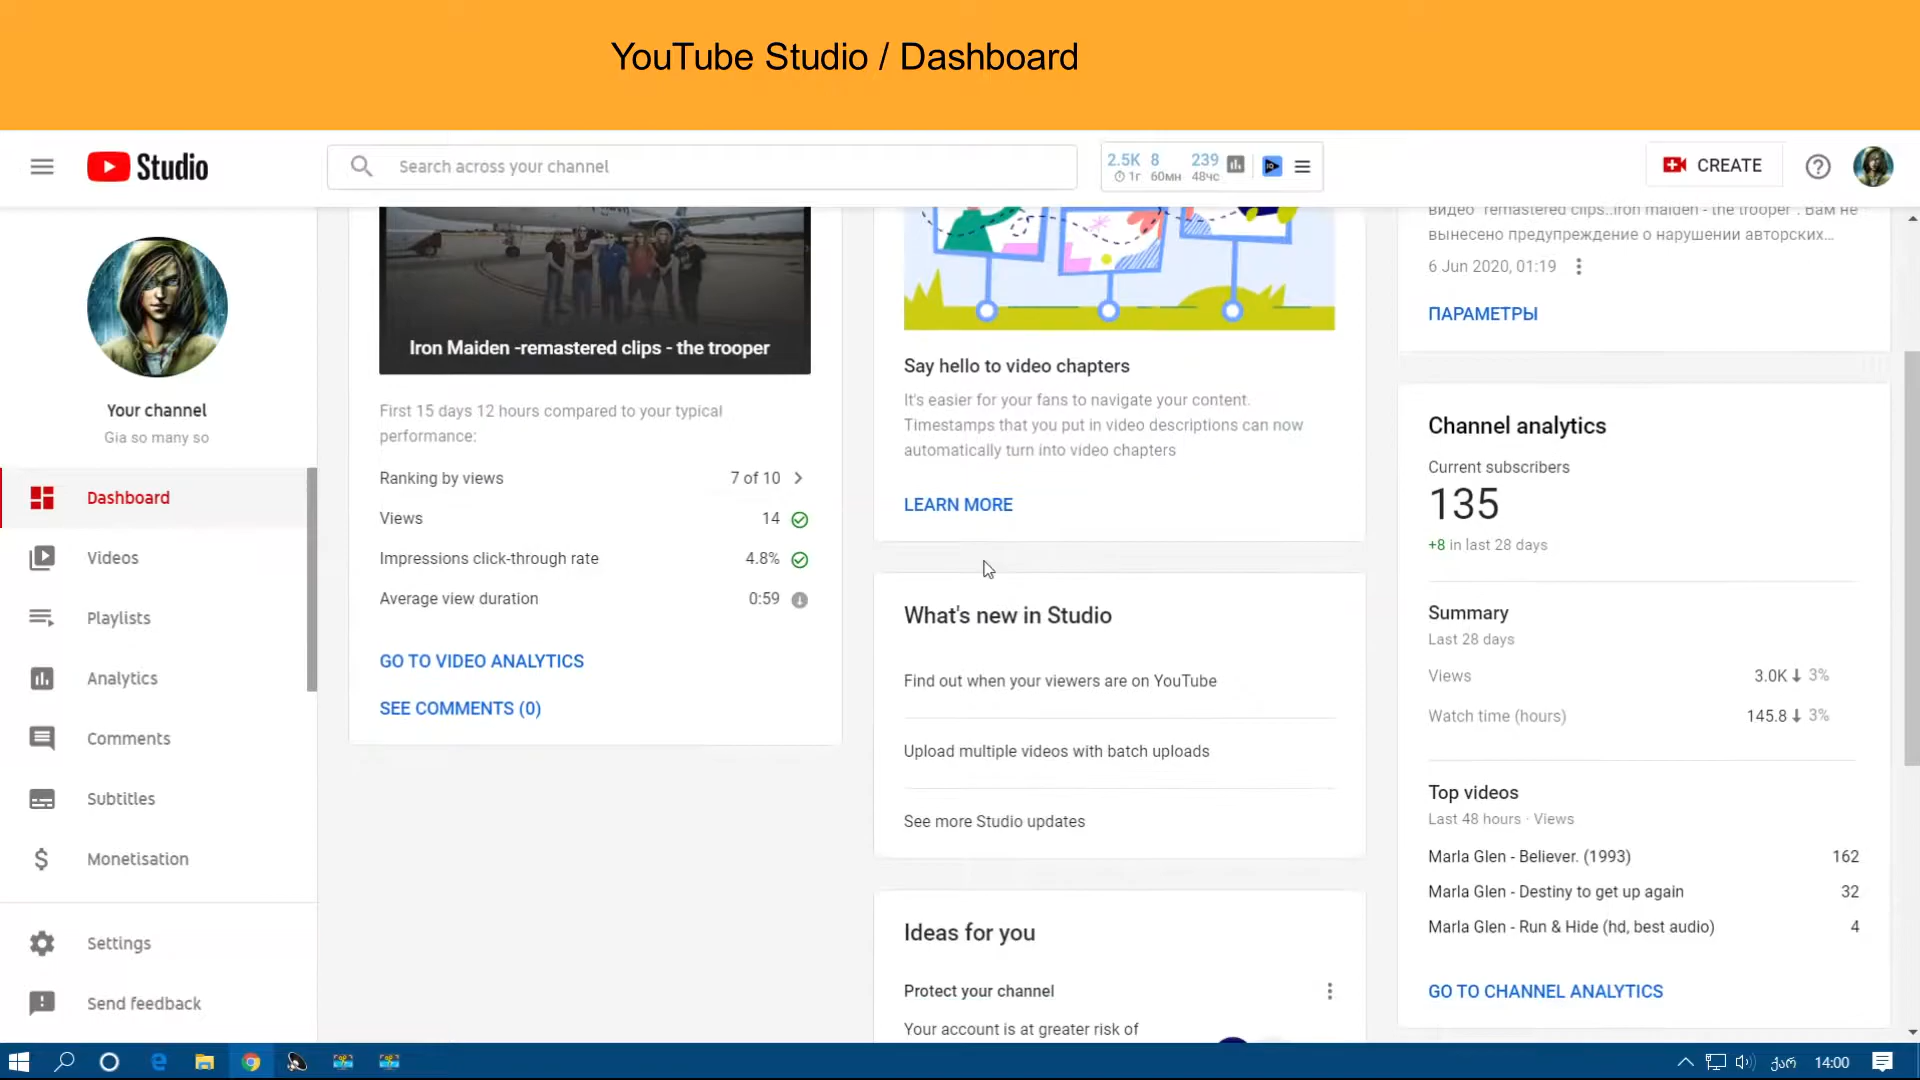 YouTube Studio / Dashboard
Studio
Search across your channel
2.5K 8 239
1г 60мн 48чс
CREATE
Your channel
Gia so many so
Dashboard
Videos
Playlists
Analytics
Comments
Subtitles
Monetisation
Settings
Send feedback
Iron Maiden -remastered clips - the trooper
First 15 days 12 hours compared to your typical
performance:
Ranking by views 7 of 10
Views 14
Impressions click-through rate 4.8%
Average view duration 0:59
GO TO VIDEO ANALYTICS
SEE COMMENTS (0)
Say hello to video chapters
It's easier for your fans to navigate your content.
Timestamps that you put in video descriptions can now
automatically turn into video chapters
LEARN MORE
What's new in Studio
Find out when your viewers are on YouTube
Upload multiple videos with batch uploads
See more Studio updates
Ideas for you
Protect your channel
Your account is at greater risk of
видео "remastered clips..iron maiden - the trooper". Вам не
вынесено предупреждение о нарушении авторских…
6 Jun 2020, 01:19
ПАРАМЕТРЫ
Channel analytics
Current subscribers
135
+8 in last 28 days
Summary
Last 28 days
Views 3.0K 3%
Watch time (hours) 145.8 3%
Top videos
Last 48 hours · Views
Marla Glen - Believer. (1993) 162
Marla Glen - Destiny to get up again 32
Marla Glen - Run & Hide (hd, best audio) 4
GO TO CHANNEL ANALYTICS
ქარ 14:00